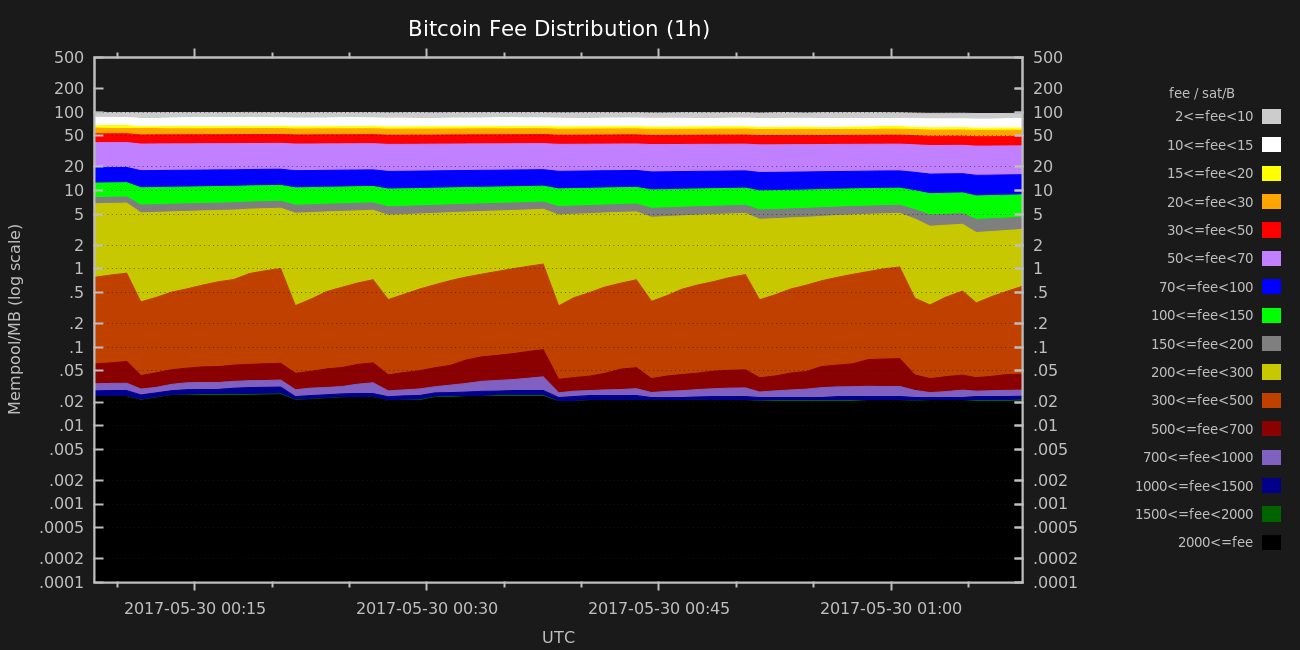 Bitcoin Fee Distribution (1h)
500
200
100
50
20
10
5
2
1
.5
.2
.1
.05
.02
.01
.005
.002
.001
.0005
.0002
.0001
Mempool/MB (log scale)
500
200
100
50
20
10
5
2
1
.5
.2
.1
.05
.02
.01
.005
.002
.001
.0005
.0002
.0001
2017-05-30 00:15
2017-05-30 00:30
2017-05-30 00:45
2017-05-30 01:00
UTC
fee / sat/B
2<=fee<10
10<=fee<15
15<=fee<20
20<=fee<30
30<=fee<50
50<=fee<70
70<=fee<100
100<=fee<150
150<=fee<200
200<=fee<300
300<=fee<500
500<=fee<700
700<=fee<1000
1000<=fee<1500
1500<=fee<2000
2000<=fee